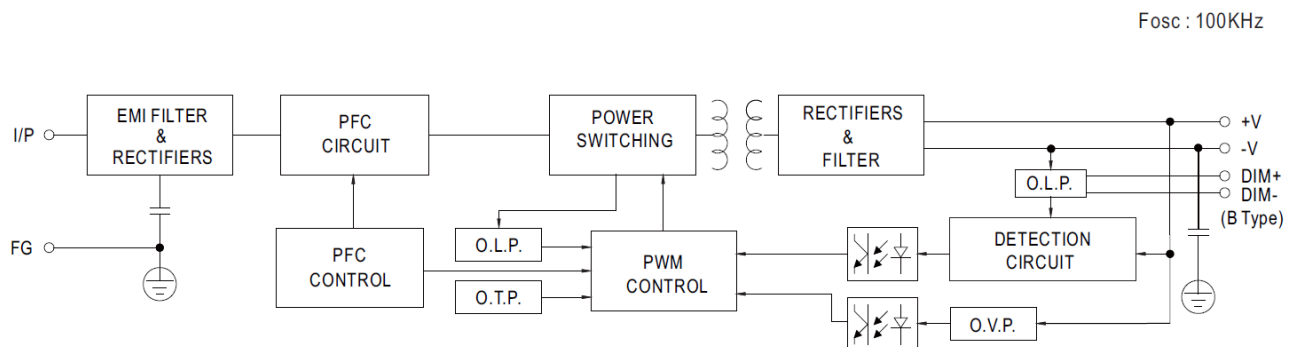 Fosc : 100KHz
I/P
EMI FILTER
&
RECTIFIERS
PFC
CIRCUIT
POWER
SWITCHING
RECTIFIERS
&
FILTER
+V
-V
DIM+
DIM-
(B Type)
O.L.P.
FG
PFC
CONTROL
O.L.P.
O.T.P.
PWM
CONTROL
DETECTION
CIRCUIT
O.V.P.